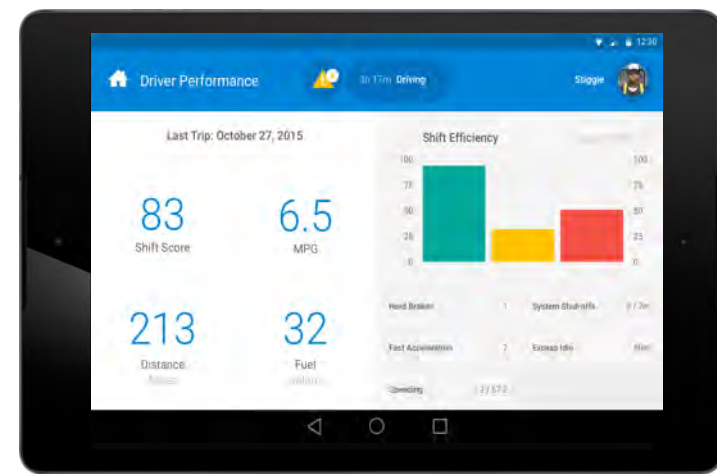 12:30
Driver Performance
3h 17m Driving
Stiggie
Last Trip: October 27, 2015
83
Shift Score
6.5
MPG
213
Distance
32
Fuel
Shift Efficiency
100 100
75 75
50 50
25 25
0 0
Hard Brakes 1
System Shut-offs
Fast Acceleration 2
Excess Idle
Speeding